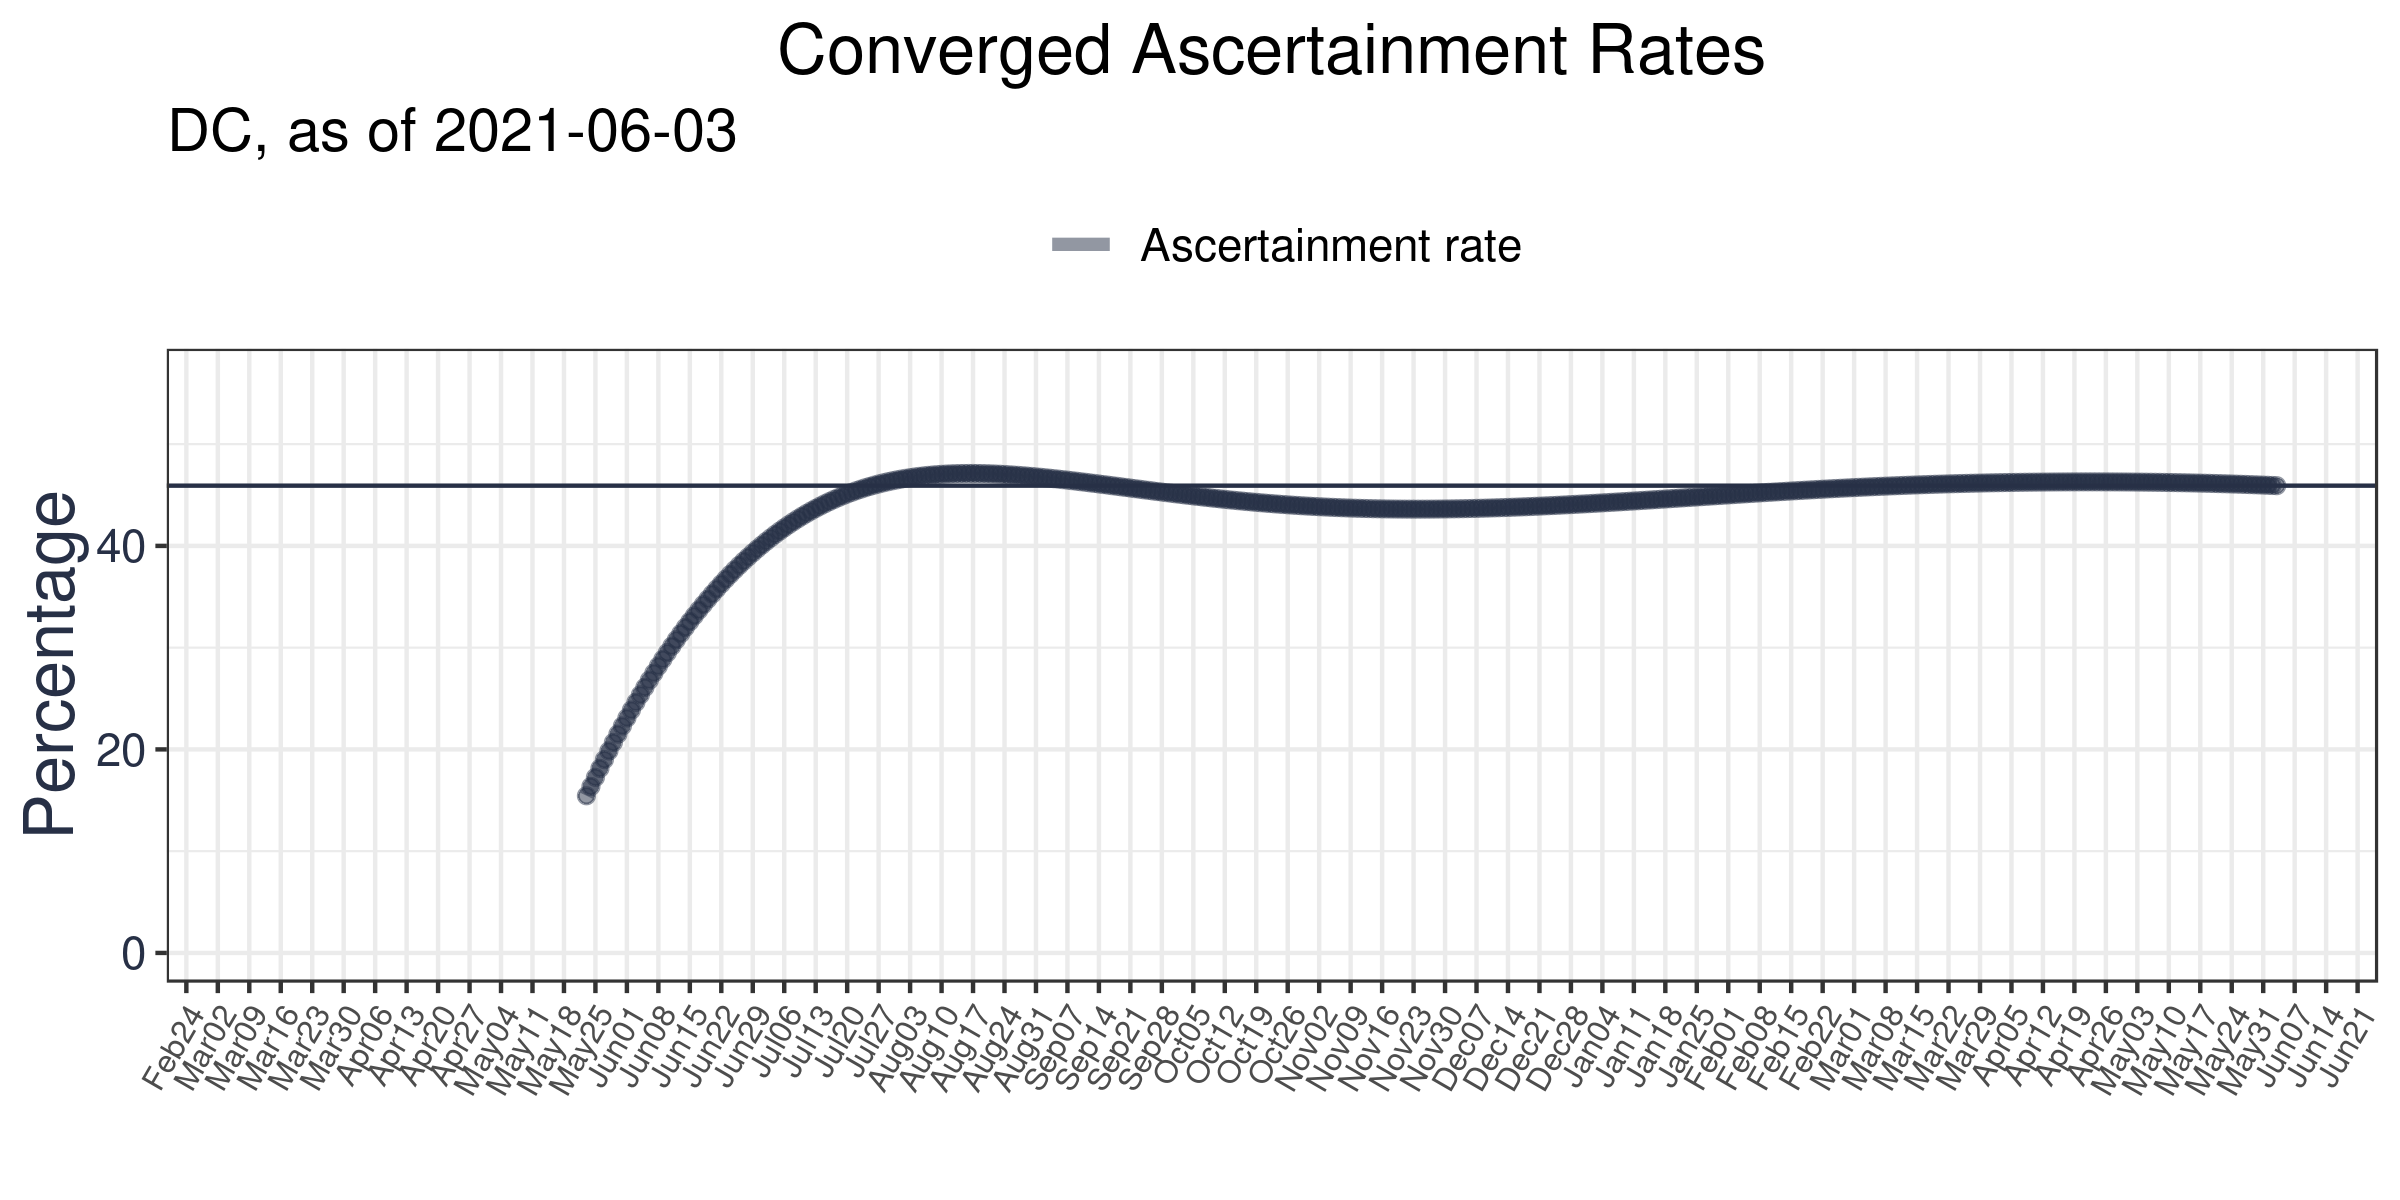 Converged Ascertainment Rates
DC, as of 2021-06-03
Ascertainment rate
Percentage
40
20
0
Feb24 Mar02 Mar09 Mar16 Mar23 Mar30 Apr06 Apr13 Apr20 Apr27 May04 May11 May18 May25 Jun01 Jun08 Jun15 Jun22 Jun29 Jul06 Jul13 Jul20 Jul27 Aug03 Aug10 Aug17 Aug24 Aug31 Sep07 Sep14 Sep21 Sep28 Oct05 Oct12 Oct19 Oct26 Nov02 Nov09 Nov16 Nov23 Nov30 Dec07 Dec14 Dec21 Dec28 Jan04 Jan11 Jan18 Jan25 Feb01 Feb08 Feb15 Feb22 Mar01 Mar08 Mar15 Mar22 Mar29 Apr05 Apr12 Apr19 Apr26 May03 May10 May17 May24 May31 Jun07 Jun14 Jun21